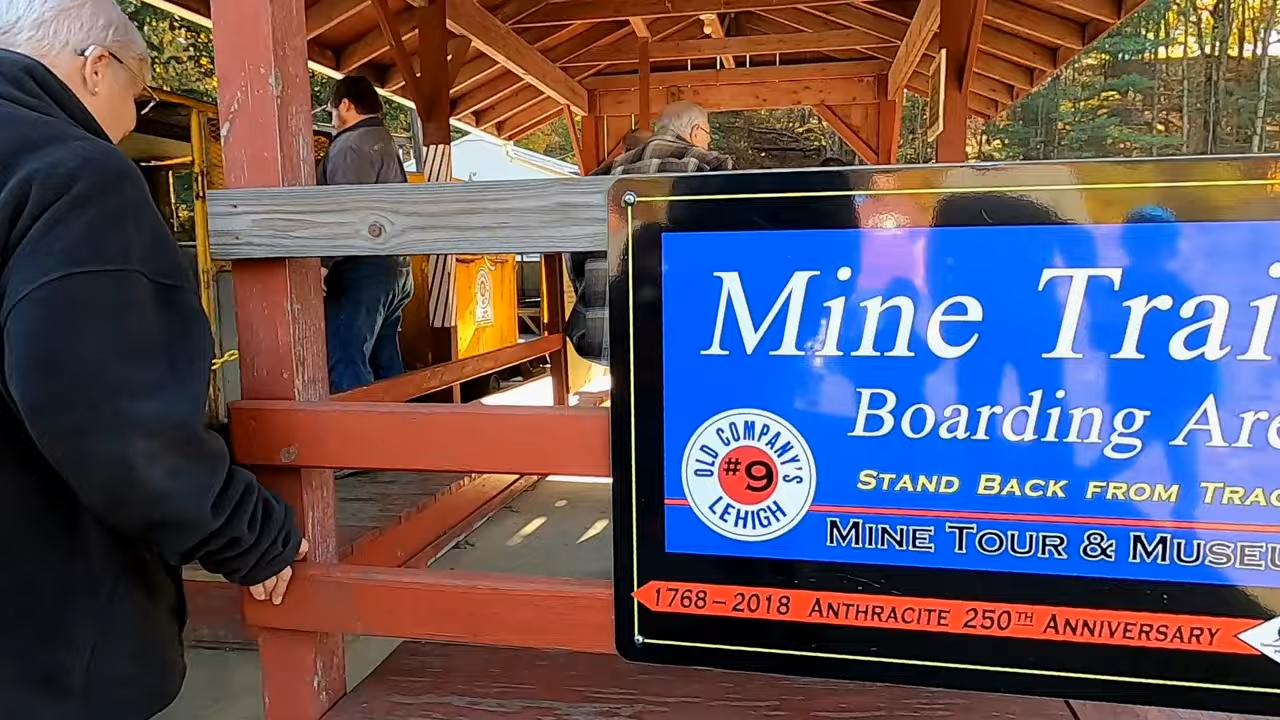 Mine Trai
Boarding Are
STAND BACK FROM TRAC
OLD COMPANY'S
#9
LEHIGH
MINE TOUR & MUSEU
1768–2018 ANTHRACITE 250TH ANNIVERSARY